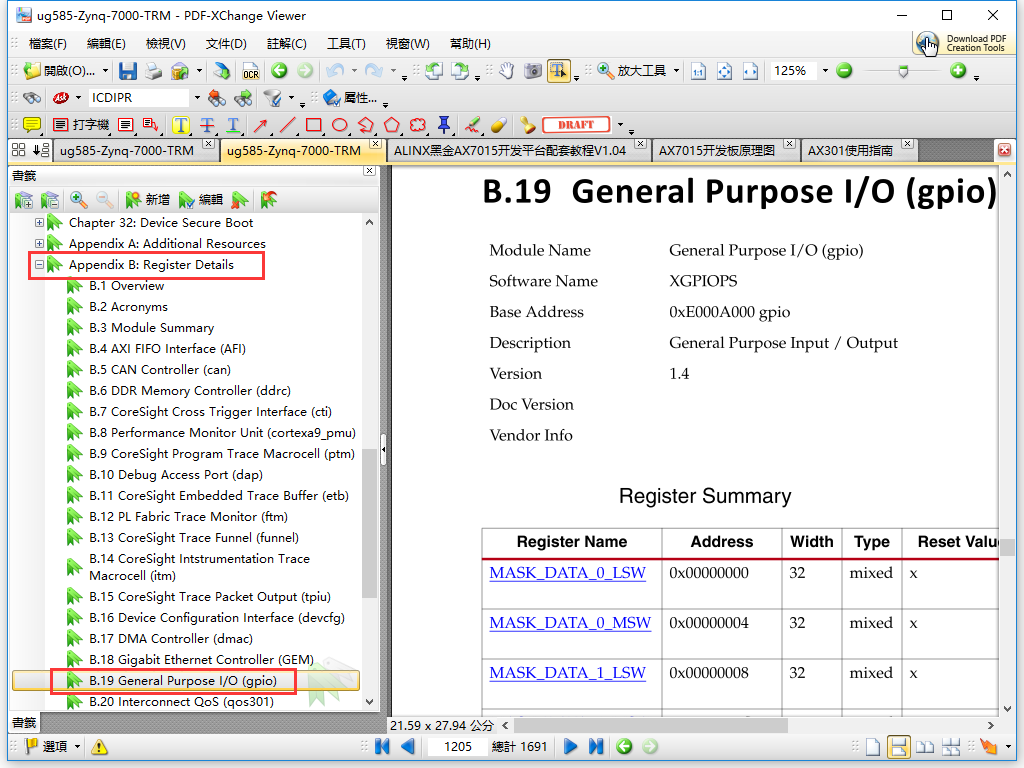 ug585-Zynq-7000-TRM - PDF-XChange Viewer
檔案(F) 編輯(E) 檢視(V) 文件(D) 註解(C) 工具(T) 視窗(W) 幫助(H)
Download PDF
Creation Tools
開啟(O)... OCR 放大工具 1:1 125%
ask ICDIPR 屬性...
打字機 T T T DRAFT
ug585-Zynq-7000-TRM ug585-Zynq-7000-TRM ALINX黑金AX7015开发平台配套教程V1.04 AX7015开发板原理图 AX301使用指南
書籤
新增 編輯
Chapter 32: Device Secure Boot
Appendix A: Additional Resources
Appendix B: Register Details
B.1 Overview
B.2 Acronyms
B.3 Module Summary
B.4 AXI FIFO Interface (AFI)
B.5 CAN Controller (can)
B.6 DDR Memory Controller (ddrc)
B.7 CoreSight Cross Trigger Interface (cti)
B.8 Performance Monitor Unit (cortexa9_pmu)
B.9 CoreSight Program Trace Macrocell (ptm)
B.10 Debug Access Port (dap)
B.11 CoreSight Embedded Trace Buffer (etb)
B.12 PL Fabric Trace Monitor (ftm)
B.13 CoreSight Trace Funnel (funnel)
B.14 CoreSight Intstrumentation Trace
Macrocell (itm)
B.15 CoreSight Trace Packet Output (tpiu)
B.16 Device Configuration Interface (devcfg)
B.17 DMA Controller (dmac)
B.18 Gigabit Ethernet Controller (GEM)
B.19 General Purpose I/O (gpio)
B.20 Interconnect QoS (qos301)
書籤
B.19 General Purpose I/O (gpio)
Module Name General Purpose I/O (gpio)
Software Name XGPIOPS
Base Address 0xE000A000 gpio
Description General Purpose Input / Output
Version 1.4
Doc Version
Vendor Info
Register Summary
Register Name Address Width Type Reset Valu
MASK_DATA_0_LSW 0x00000000 32 mixed x
MASK_DATA_0_MSW 0x00000004 32 mixed x
MASK_DATA_1_LSW 0x00000008 32 mixed x
21.59 x 27.94 公分
選項 1205 總計 1691